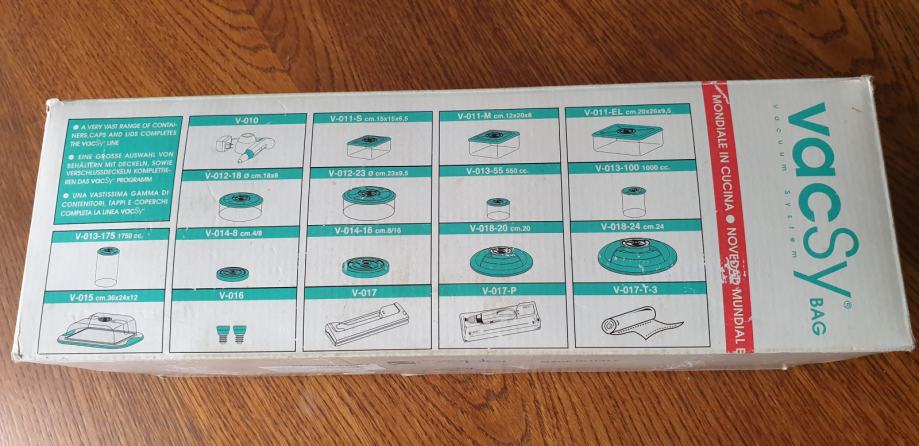 ● A VERY VAST RANGE OF CONTAI-
NERS, CAPS AND LIDS COMPLETES
THE VACSY LINE
● EINE GROSSE AUSWAHL VON
BEHÄLTERN MIT DECKELN, SOWIE
VERSCHLUSSDECKELN KOMPLETTIE-
REN DAS VACSY PROGRAMM
● UNA VASTISSIMA GAMMA DI
CONTENITORI, TAPPI E COPERCHI
COMPLETA LA LINEA VACSY
V-010
V-011-S cm.15x15x6,5
V-011-M cm.12x20x8
V-011-EL cm.20x26x9,5
V-012-18 Ø cm.18x8
V-012-23 Ø cm.23x9,5
V-013-55 550 cc.
V-013-100 1000 cc.
V-013-175 1750 cc.
V-014-8 cm.4/8
V-014-16 cm.8/16
V-018-20 cm.20
V-018-24 cm.24
V-015 cm.36x24x12
V-016
V-017
V-017-P
V-017-T-3
MONDIALE IN CUCINA ● NOVEDAD MUNDIAL E
vacsy®
Vacuum System
BAG